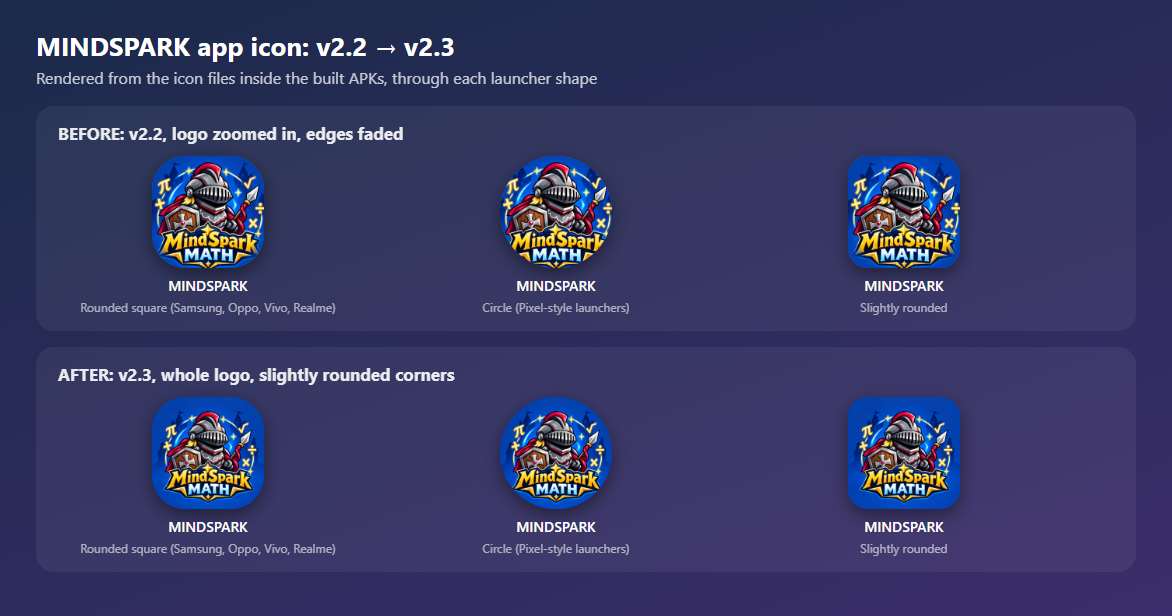 MINDSPARK app icon: v2.2 → v2.3
Rendered from the icon files inside the built APKs, through each launcher shape
BEFORE: v2.2, logo zoomed in, edges faded
π √ + ÷ ×
MindSpark
MATH
π √ + ÷ ×
MindSpark
MATH
π √ + ÷ ×
MindSpark
MATH
MINDSPARK
MINDSPARK
MINDSPARK
Rounded square (Samsung, Oppo, Vivo, Realme)
Circle (Pixel-style launchers)
Slightly rounded
AFTER: v2.3, whole logo, slightly rounded corners
π √ + ÷ ×
MindSpark
MATH
π √ + ÷ ×
MindSpark
MATH
π √ + ÷ ×
MindSpark
MATH
MINDSPARK
MINDSPARK
MINDSPARK
Rounded square (Samsung, Oppo, Vivo, Realme)
Circle (Pixel-style launchers)
Slightly rounded